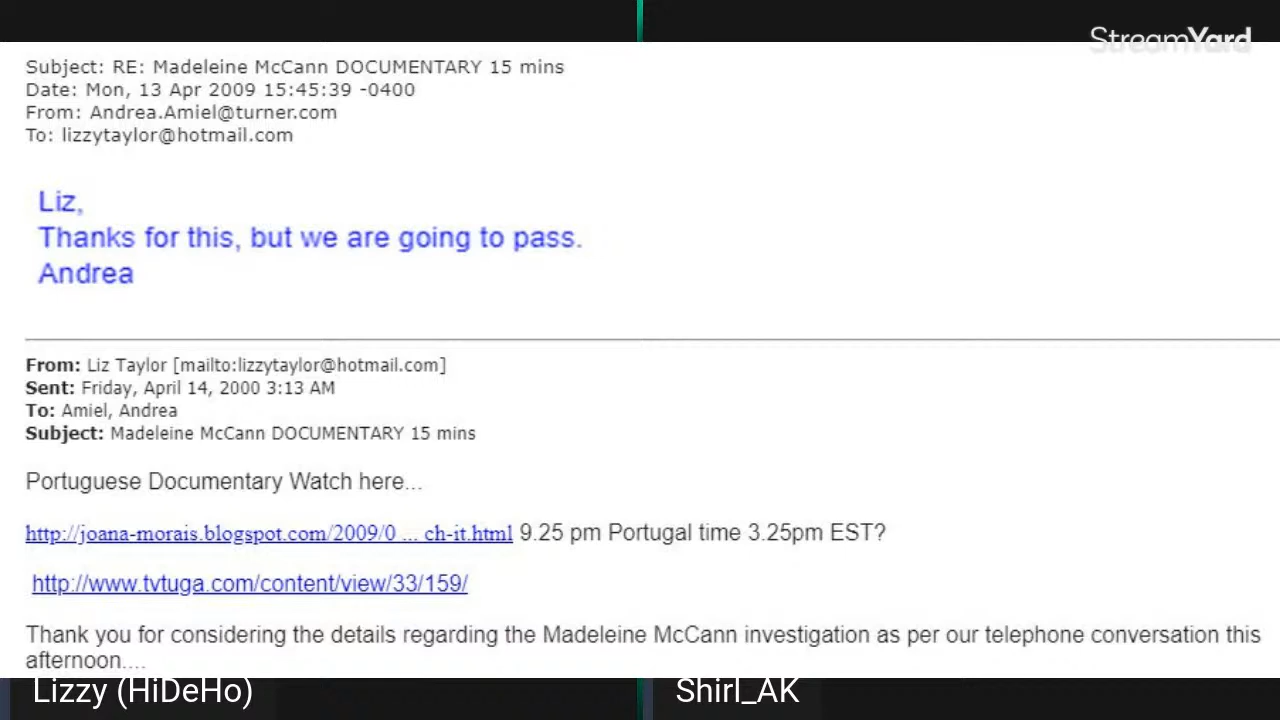 StreamYard
Subject: RE: Madeleine McCann DOCUMENTARY 15 mins
Date: Mon, 13 Apr 2009 15:45:39 -0400
From: Andrea.Amiel@turner.com
To: lizzytaylor@hotmail.com
Liz,
Thanks for this, but we are going to pass.
Andrea
From: Liz Taylor [mailto:lizzytaylor@hotmail.com]
Sent: Friday, April 14, 2000 3:13 AM
To: Amiel, Andrea
Subject: Madeleine McCann DOCUMENTARY 15 mins
Portuguese Documentary Watch here...
http://joana-morais.blogspot.com/2009/0 ... ch-it.html 9.25 pm Portugal time 3.25pm EST?
http://www.tvtuga.com/content/view/33/159/
Thank you for considering the details regarding the Madeleine McCann investigation as per our telephone conversation this
afternoon....
Lizzy (HiDeHo)
Shirl_AK